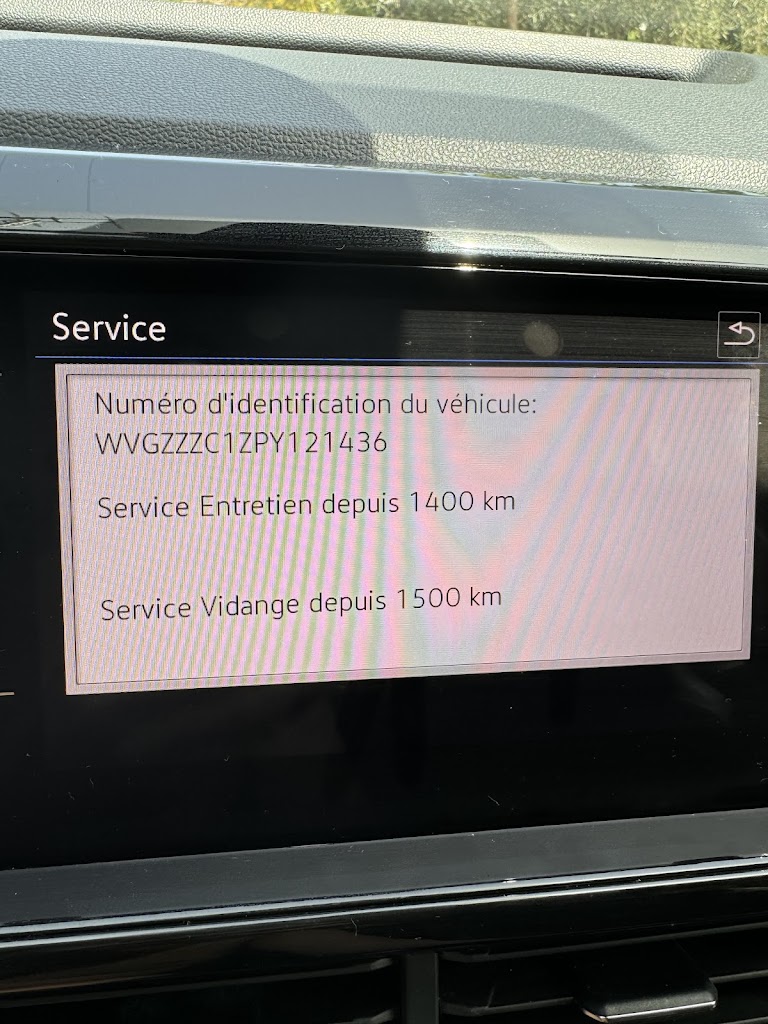 Service
Numéro d'identification du véhicule:
WVGZZZC1ZPY121436
Service Entretien depuis 1400 km
Service Vidange depuis 1500 km